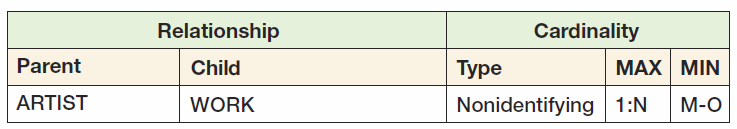 Relationship Cardinality
Parent Child Type MAX MIN
ARTIST WORK Nonidentifying 1:N M-O